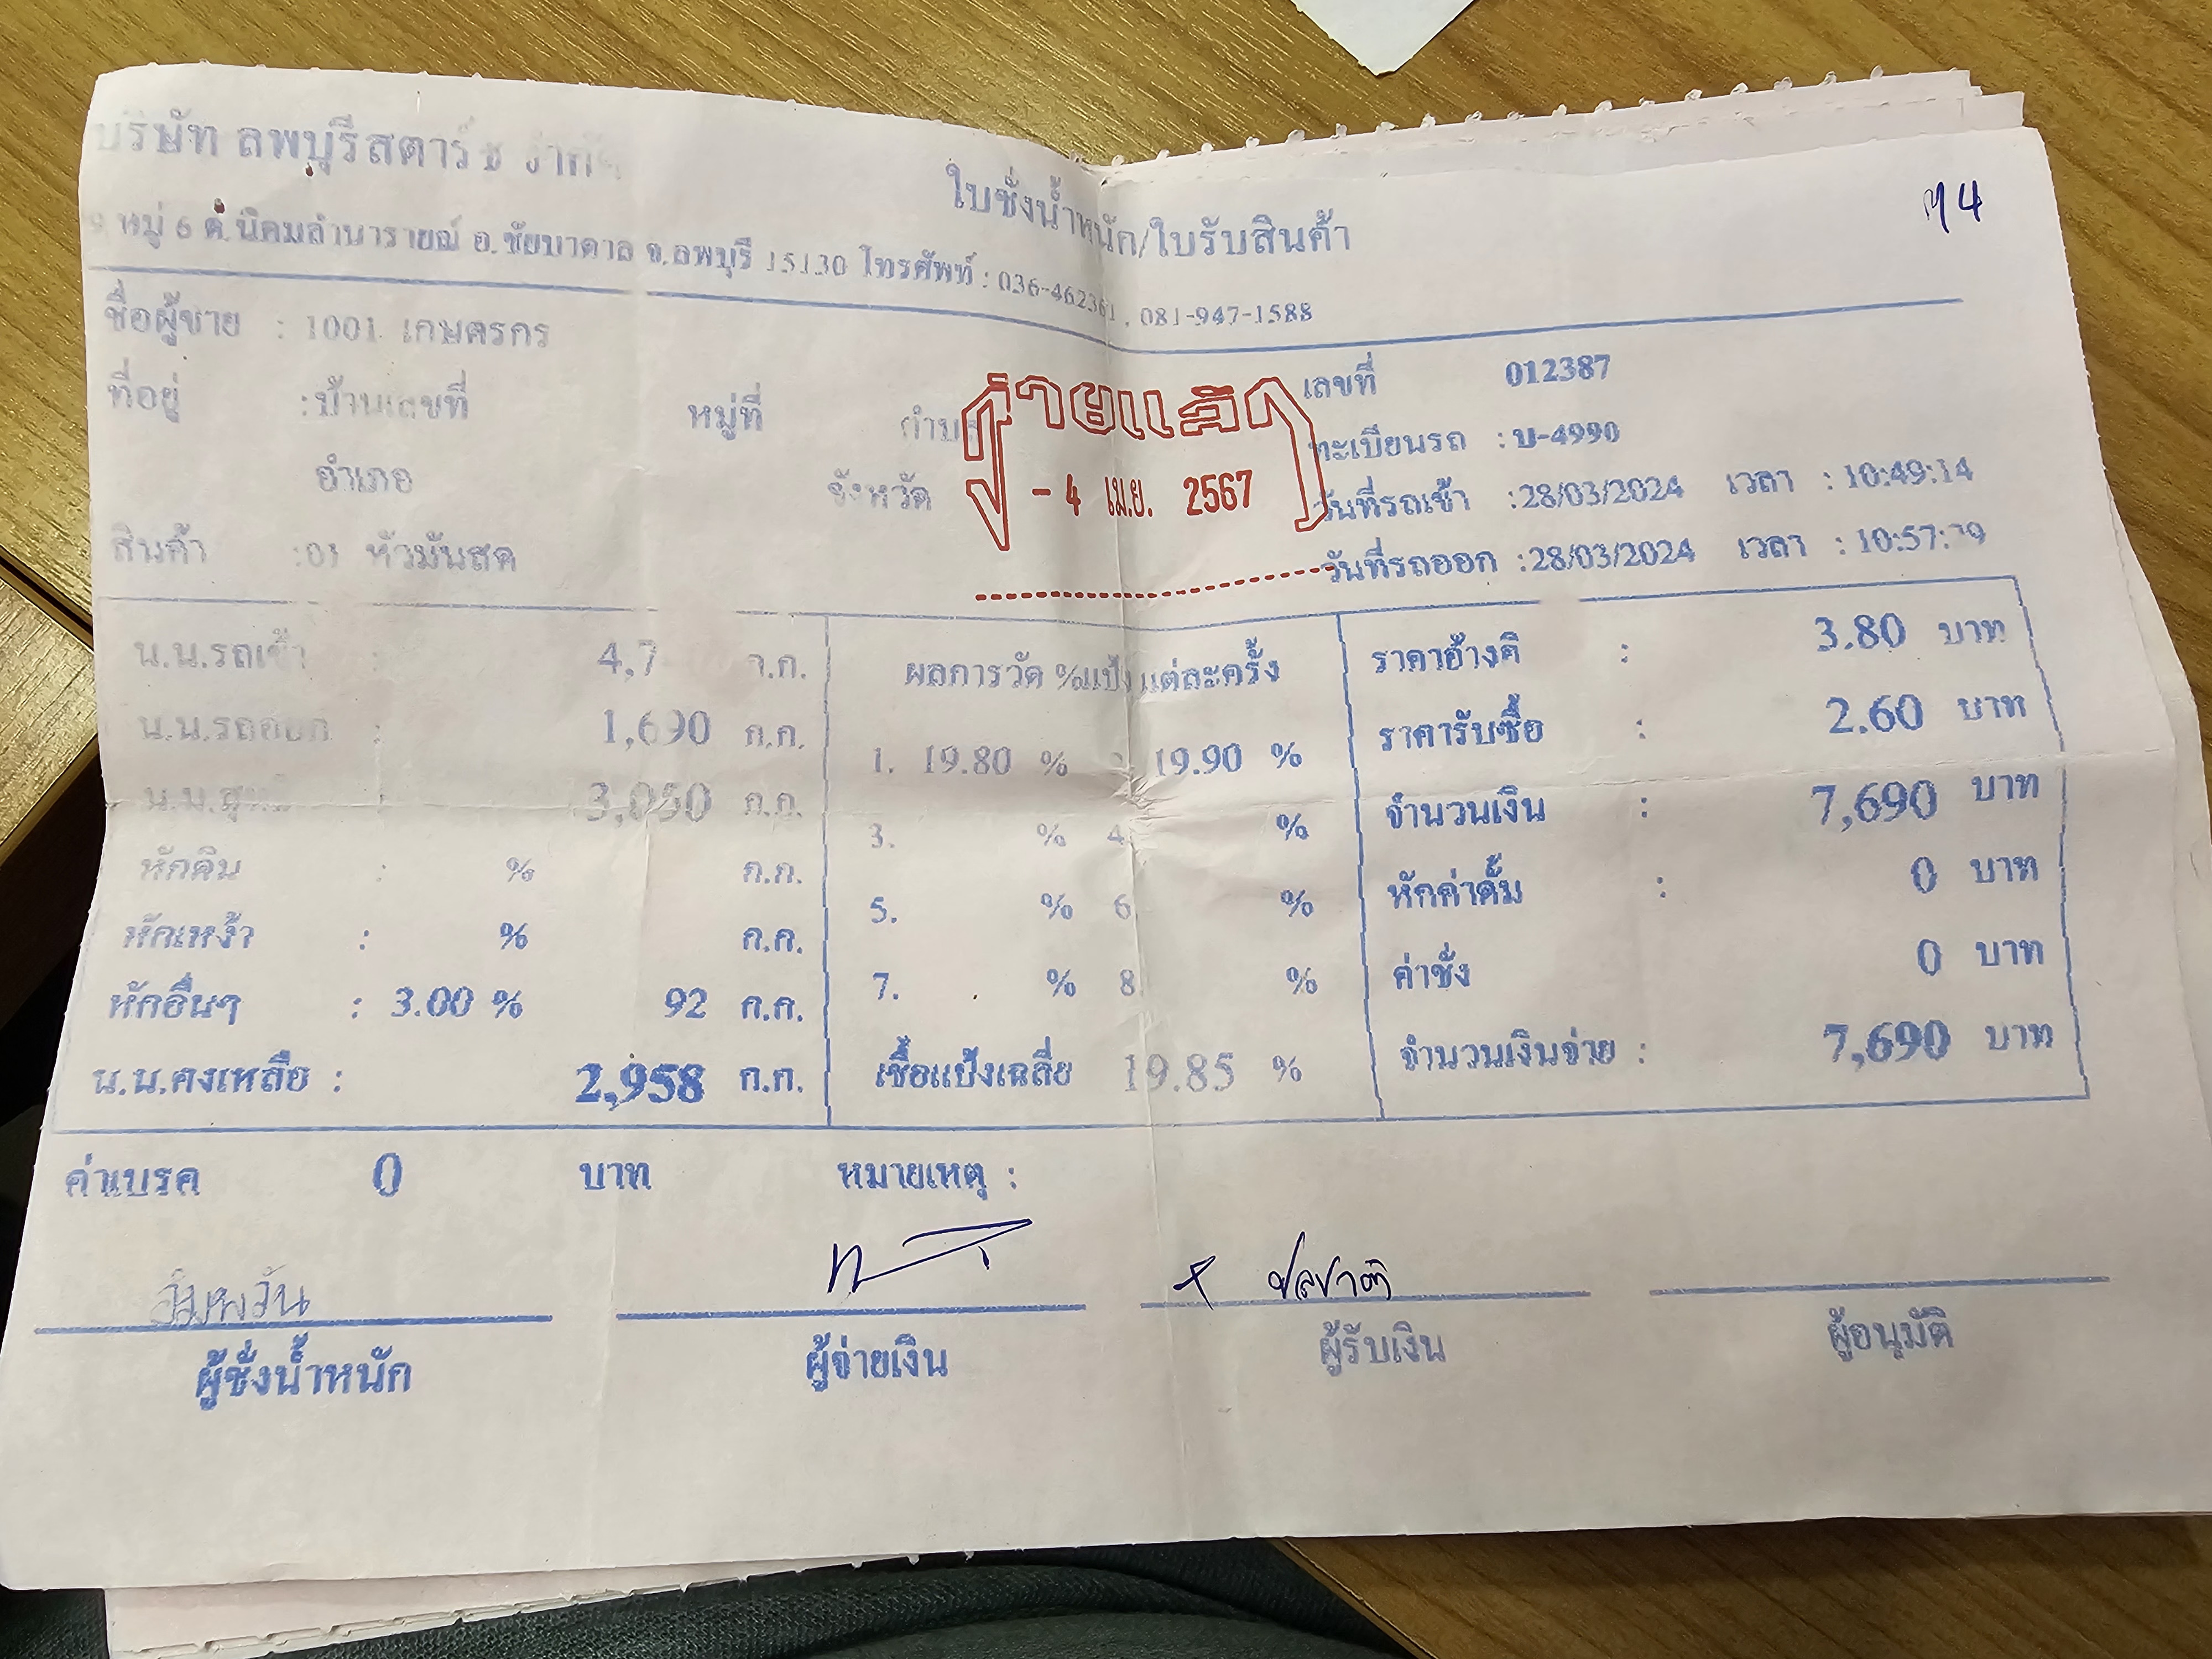 บริษัท ลพบุรีสตาร์ช จำกัด
ใบชั่งน้ำหนัก/ใบรับสินค้า
หมู่ 6 ต.นิคมลำนารายณ์ อ.ชัยบาดาล จ.ลพบุรี 15130 โทรศัพท์ : 036-462361, 081-947-1588
ชื่อผู้ขาย : 1001 เกษตรกร
เลขที่ 012387
ที่อยู่ : บ้านเลขที่ หมู่ที่ ตำบล
จ่ายแล้ว
ทะเบียนรถ : บ-4990
อำเภอ จังหวัด
- 4 เม.ย. 2567
วันที่รถเข้า : 28/03/2024 เวลา : 10:49:14
สินค้า : 01 หัวมันสด
วันที่รถออก : 28/03/2024 เวลา : 10:57:
น.น.รถเข้า : 4,7 ก.ก.
ผลการวัด %แป้งแต่ละครั้ง
ราคาอ้างอิ : 3.80 บาท
น.น.รถออก : 1,690 ก.ก.
1. 19.80 % 2. 19.90 %
ราคารับซื้อ : 2.60 บาท
น.น.สุทธิ 3,050 ก.ก.
3. % 4. %
จำนวนเงิน : 7,690 บาท
หักดิน : % ก.ก.
5. % 6. %
หักค่าดั้ม : 0 บาท
หักเหง้า : % ก.ก.
7. % 8. %
ค่าชั่ง 0 บาท
หักอื่นๆ : 3.00 % 92 ก.ก.
เชื้อแป้งเฉลี่ย 19.85 %
จำนวนเงินจ่าย : 7,690 บาท
น.น.คงเหลือ : 2,958 ก.ก.
ค่าเบรค 0 บาท หมายเหตุ :
ผู้ชั่งน้ำหนัก ผู้จ่ายเงิน ผู้รับเงิน ผู้อนุมัติ